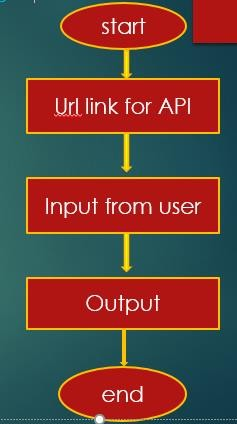 start
Url link for API
Input from user
Output
end